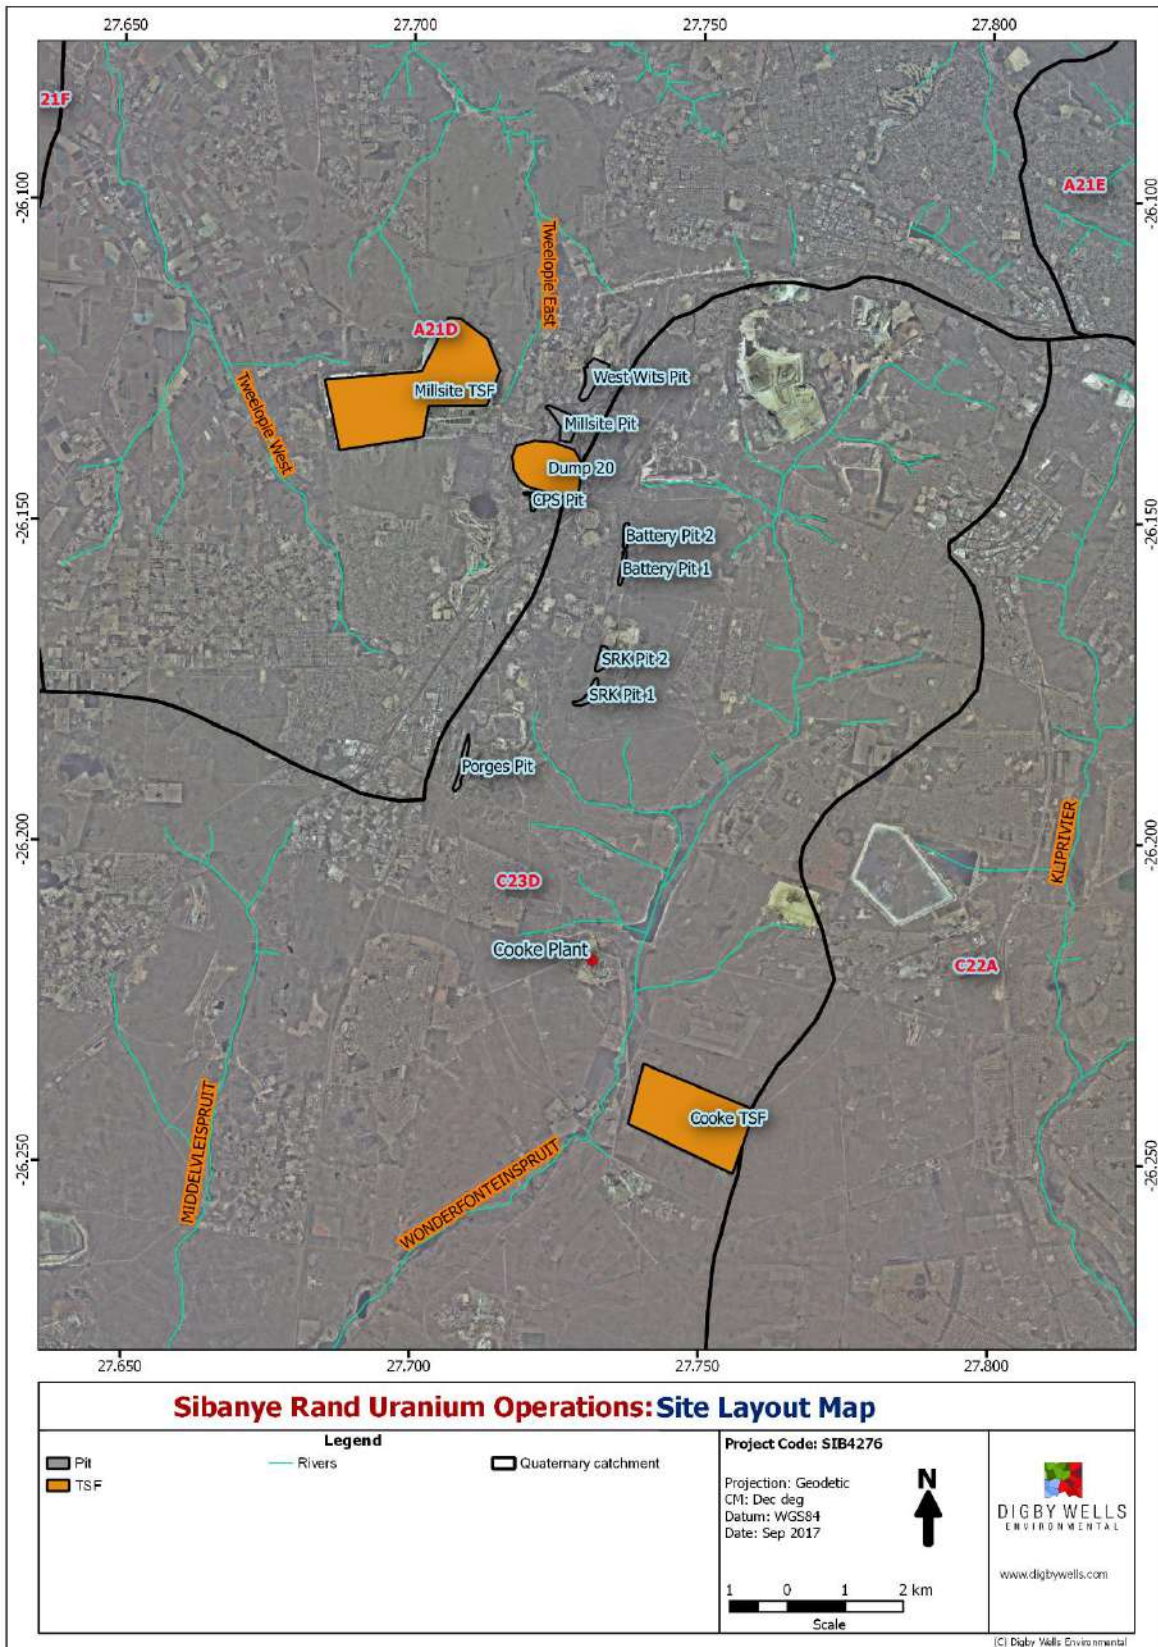 27.650
27.700
27.750
27.800
21F
-26.100
-26.100
A21E
Tweelopie East
A21D
West Wits Pit
Millsite TSF
Tweelopie West
Millsite Pit
Dump 20
CPS Pit
-26.150
-26.150
Battery Pit 2
Battery Pit 1
SRK Pit 2
SRK Pit 1
Porges Pit
KLIPRIVIER
-26.200
-26.200
C23D
Cooke Plant
C22A
Cooke TSF
MIDDELVLEISPRUIT
WONDERFONTEINSPRUIT
-26.250
-26.250
27.650
27.700
27.750
27.800
Sibanye Rand Uranium Operations: Site Layout Map
Legend
Pit
Rivers
Quaternary catchment
TSF
Project Code: SIB4276
Projection: Geodetic
CM: Dec deg
Datum: WGS84
Date: Sep 2017
N
1 0 1 2 km
Scale
DIGBY WELLS
ENVIRONMENTAL
www.digbywells.com
(C) Digby Wells Environmental